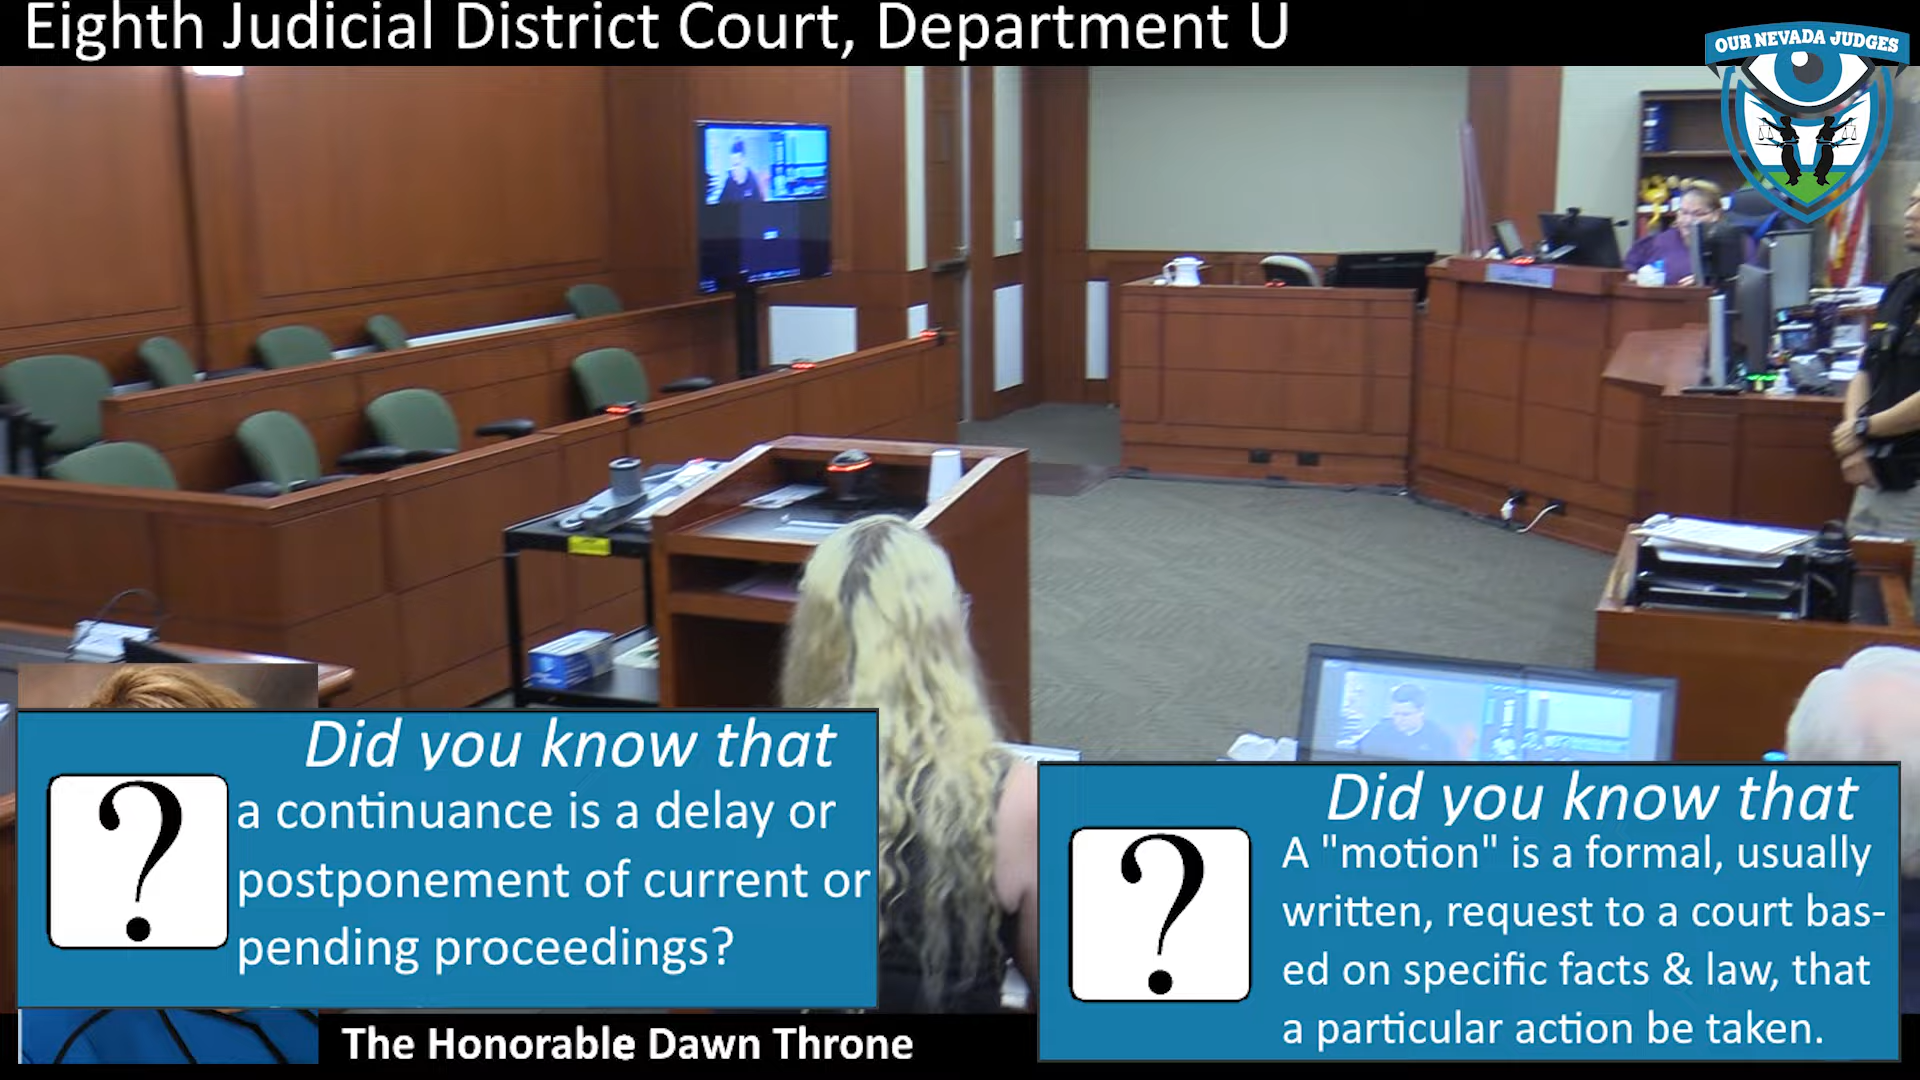 Eighth Judicial District Court, Department U
OUR NEVADA JUDGES
Did you know that
a continuance is a delay or
postponement of current or
pending proceedings?
Did you know that
A "motion" is a formal, usually
written, request to a court bas-
ed on specific facts & law, that
a particular action be taken.
The Honorable Dawn Throne